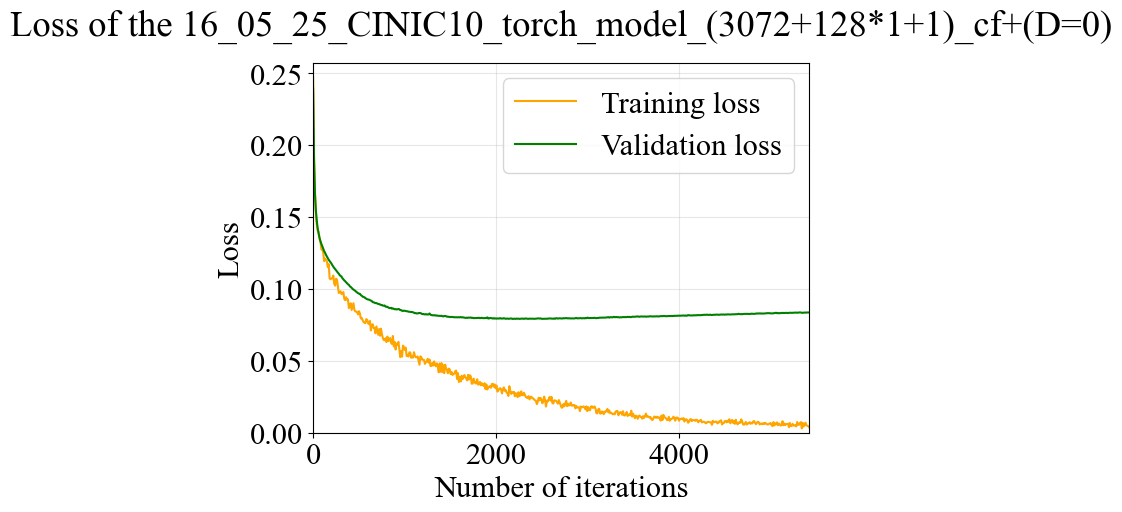 Loss of the 16_05_25_CINIC10_torch_model_(3072+128*1+1)_cf+(D=0)
0.25
0.20
0.15
0.10
0.05
0.00
Loss
Training loss
Validation loss
0
2000
4000
Number of iterations